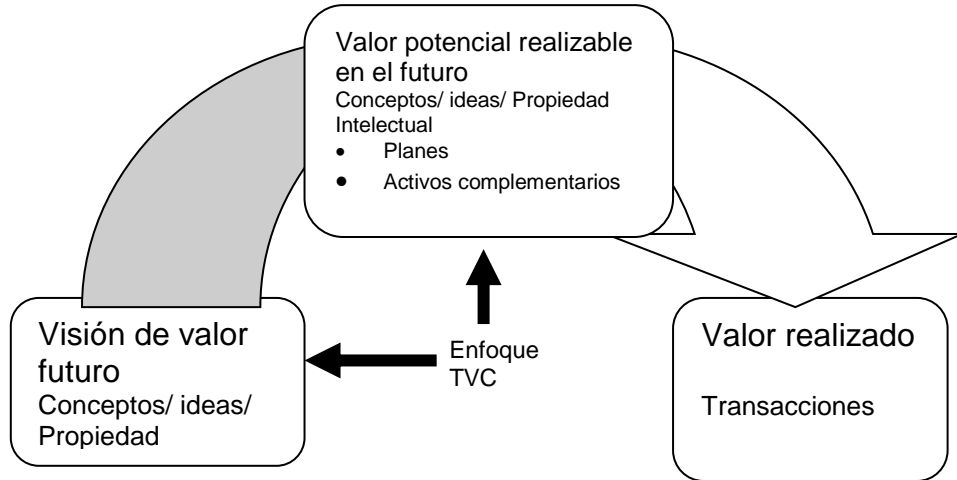 Valor potencial realizable
en el futuro
Conceptos/ ideas/ Propiedad
Intelectual
• Planes
• Activos complementarios
Visión de valor
futuro
Conceptos/ ideas/
Propiedad
Enfoque
TVC
Valor realizado
Transacciones